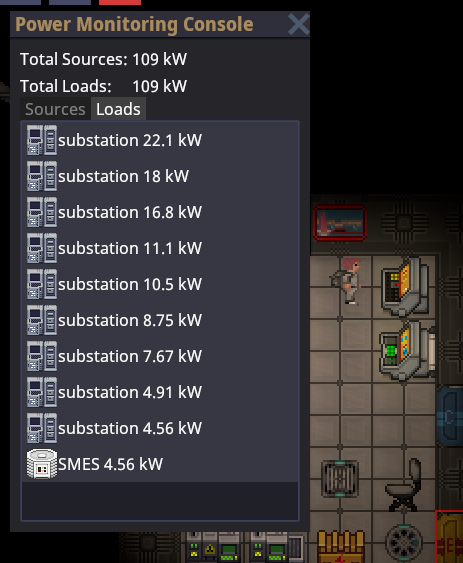 Power Monitoring Console
Total Sources: 109 kW
Total Loads: 109 kW
Sources Loads
substation 22.1 kW
substation 18 kW
substation 16.8 kW
substation 11.1 kW
substation 10.5 kW
substation 8.75 kW
substation 7.67 kW
substation 4.91 kW
substation 4.56 kW
SMES 4.56 kW